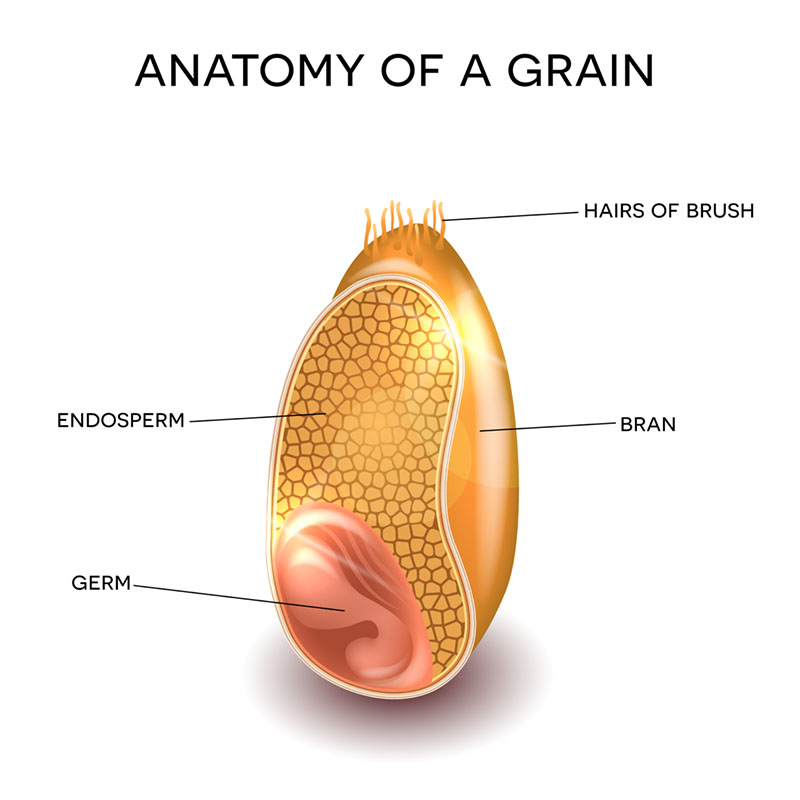 ANATOMY OF A GRAIN
HAIRS OF BRUSH
ENDOSPERM
BRAN
GERM